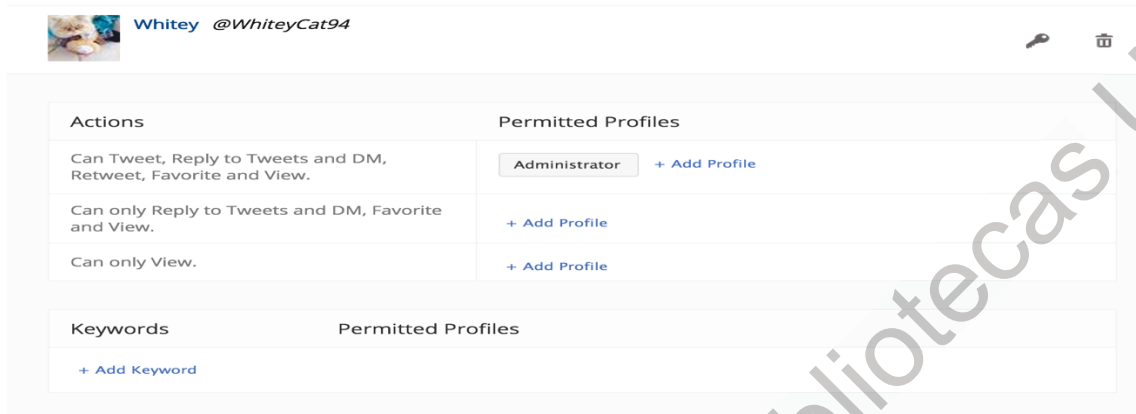 Whitey @WhiteyCat94
Actions Permitted Profiles
Can Tweet, Reply to Tweets and DM,
Retweet, Favorite and View.
Administrator + Add Profile
Can only Reply to Tweets and DM, Favorite
and View.
+ Add Profile
Can only View.
+ Add Profile
Keywords Permitted Profiles
+ Add Keyword